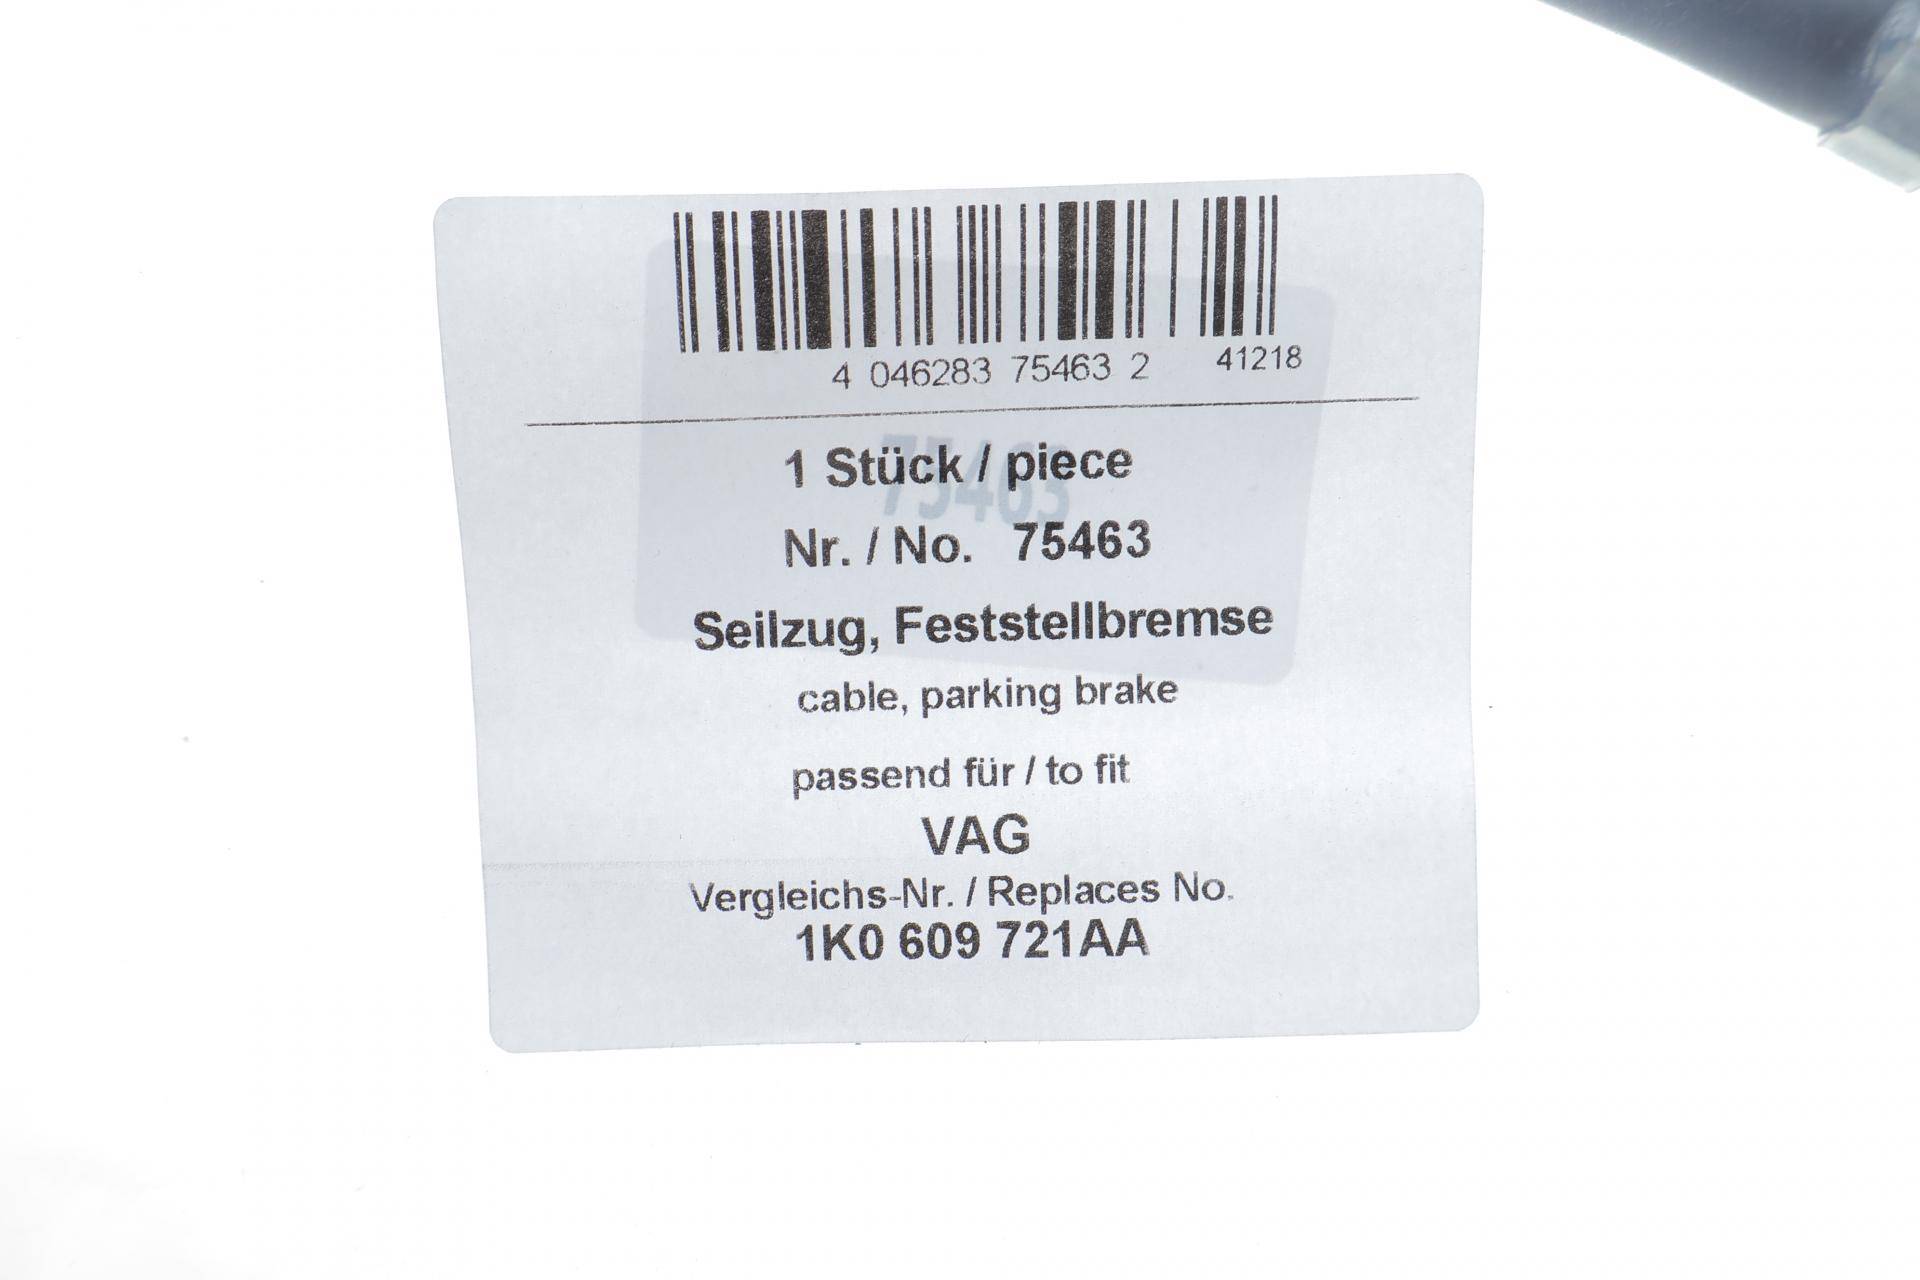 4 046283 75463 2 41218
1 Stück / piece
75463
Nr. / No. 75463
Seilzug, Feststellbremse
cable, parking brake
passend für / to fit
VAG
Vergleichs-Nr. / Replaces No.
1K0 609 721AA